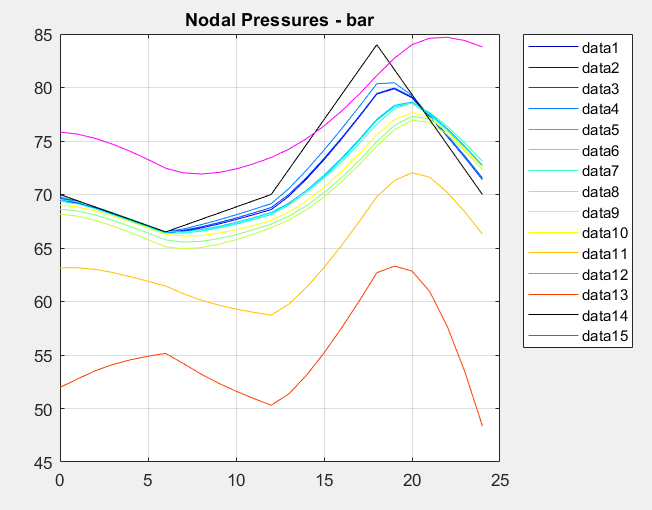 Nodal Pressures - bar
85
80
75
70
65
60
55
50
45
0 5 10 15 20 25
data1
data2
data3
data4
data5
data6
data7
data8
data9
data10
data11
data12
data13
data14
data15